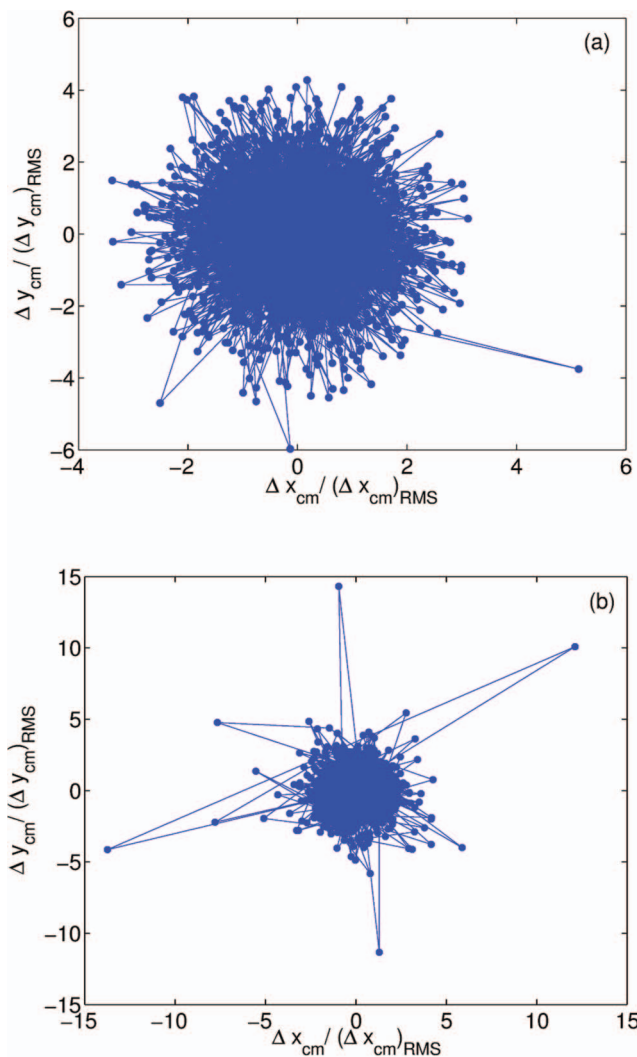 6
(a)
4
2
0
−2
−4
−6
Δ y_cm / (Δ y_cm)_RMS
−4 −2 0 2 4 6
Δ x_cm / (Δ x_cm)_RMS
15
(b)
10
5
0
−5
−10
−15
Δ y_cm / (Δ y_cm)_RMS
−15 −10 −5 0 5 10 15
Δ x_cm / (Δ x_cm)_RMS